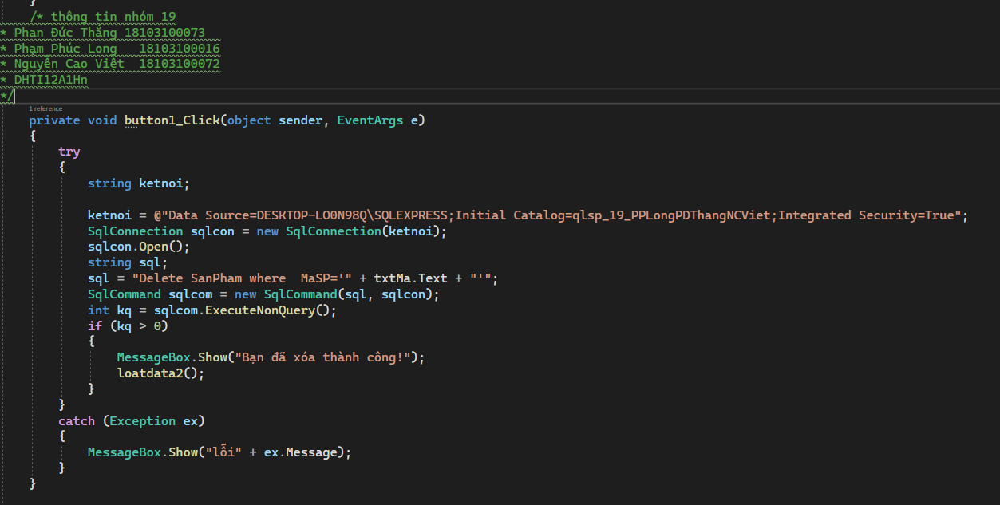 }
/* thông tin nhóm 19
* Phan Đức Thắng 18103100073
* Phạm Phúc Long 18103100016
* Nguyễn Cao Việt 18103100072
* DHTI12A1Hn
*/
1 reference
private void button1_Click(object sender, EventArgs e)
{
try
{
string ketnoi;
ketnoi = @"Data Source=DESKTOP-LO0N98Q\SQLEXPRESS;Initial Catalog=qlsp_19_PPLongPDThangNCViet;Integrated Security=True";
SqlConnection sqlcon = new SqlConnection(ketnoi);
sqlcon.Open();
string sql;
sql = "Delete SanPham where  MaSP='" + txtMa.Text + "'";
SqlCommand sqlcom = new SqlCommand(sql, sqlcon);
int kq = sqlcom.ExecuteNonQuery();
if (kq > 0)
{
MessageBox.Show("Bạn đã xóa thành công!");
loatdata2();
}
}
catch (Exception ex)
{
MessageBox.Show("lỗi" + ex.Message);
}
}